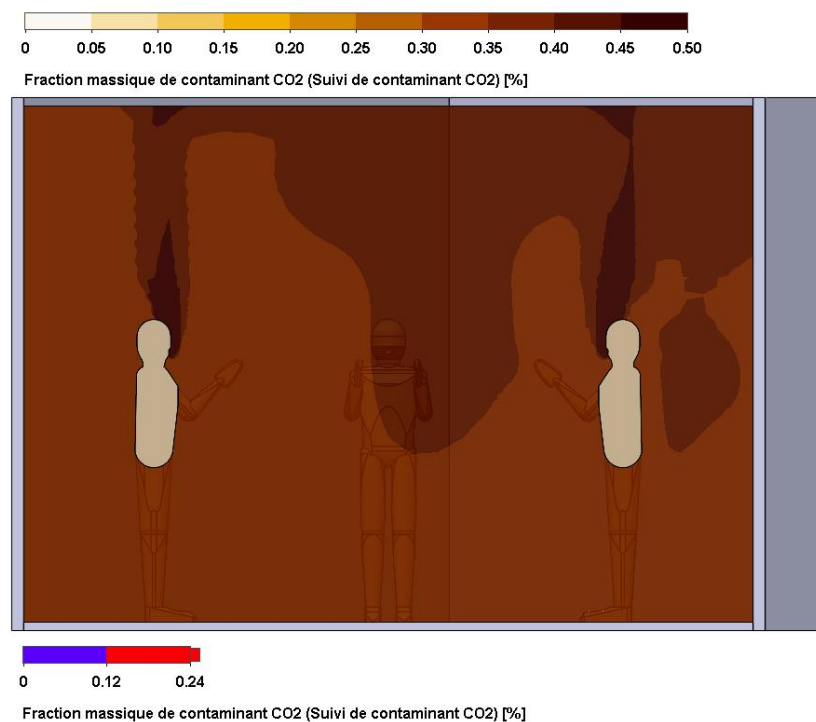 0 0.05 0.10 0.15 0.20 0.25 0.30 0.35 0.40 0.45 0.50
Fraction massique de contaminant CO2 (Suivi de contaminant CO2) [%]
0 0.12 0.24
Fraction massique de contaminant CO2 (Suivi de contaminant CO2) [%]